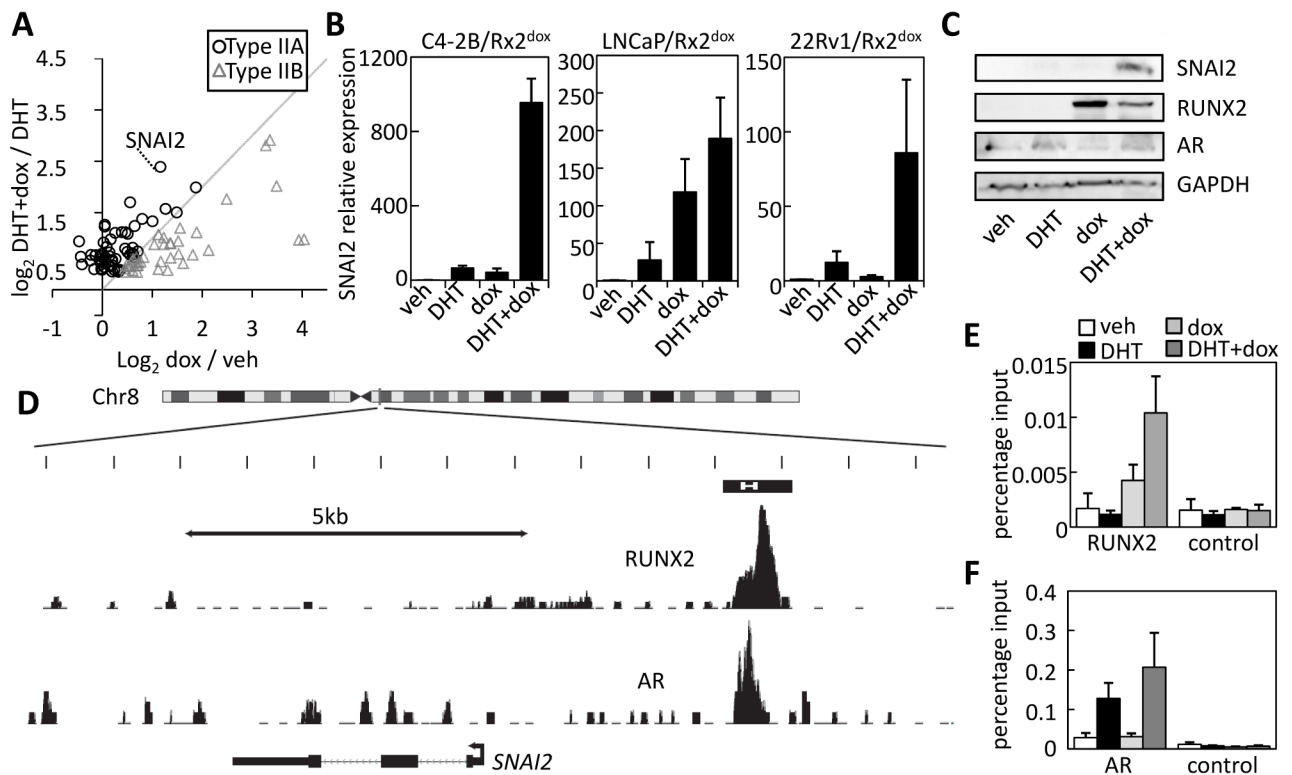 A
Type IIA
Type IIB
4.5
3.5
2.5
1.5
0.5
log2 DHT+dox / DHT
SNAI2
-1 0 1 2 3 4
Log2 dox / veh
B
SNAI2 relative expression
C4-2B/Rx2dox
1200
800
400
0
veh DHT dox DHT+dox
LNCaP/Rx2dox
300
250
200
150
100
50
0
veh DHT dox DHT+dox
22Rv1/Rx2dox
150
100
50
0
veh DHT dox DHT+dox
C
SNAI2
RUNX2
AR
GAPDH
veh DHT dox DHT+dox
D
Chr8
5kb
RUNX2
AR
SNAI2
E
veh dox
DHT DHT+dox
percentage input
0.015
0.01
0.005
0
RUNX2 control
F
percentage input
0.4
0.3
0.2
0.1
0
AR control